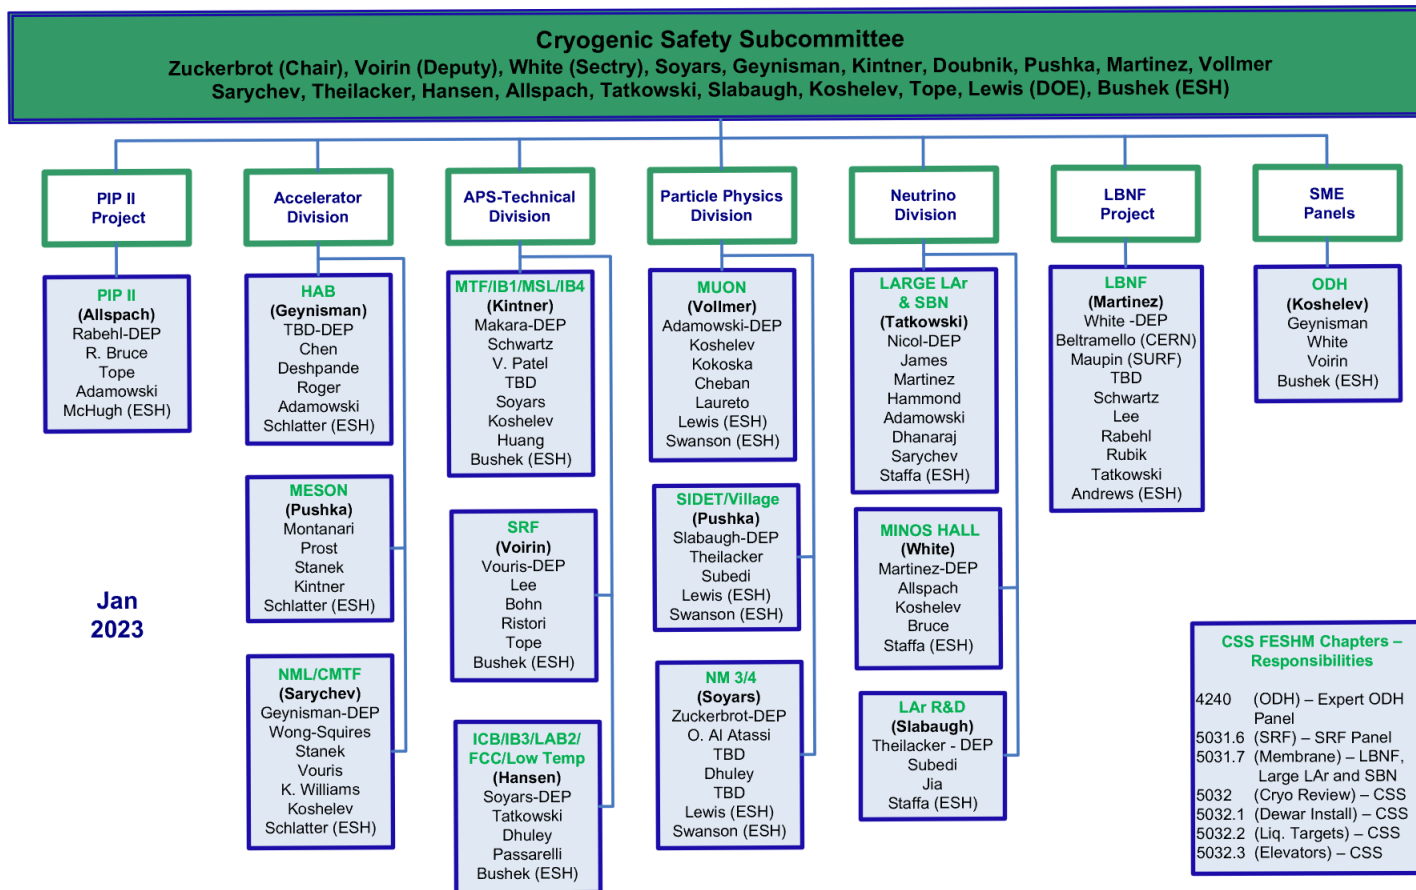 Cryogenic Safety Subcommittee
Zuckerbrot (Chair), Voirin (Deputy), White (Sectry), Soyars, Geynisman, Kintner, Doubnik, Pushka, Martinez, Vollmer
Sarychev, Theilacker, Hansen, Allspach, Tatkowski, Slabaugh, Koshelev, Tope, Lewis (DOE), Bushek (ESH)
PIP II
Project
PIP II
(Allspach)
Rabehl-DEP
R. Bruce
Tope
Adamowski
McHugh (ESH)
Accelerator
Division
HAB
(Geynisman)
TBD-DEP
Chen
Deshpande
Roger
Adamowski
Schlatter (ESH)
MESON
(Pushka)
Montanari
Prost
Stanek
Kintner
Schlatter (ESH)
NML/CMTF
(Sarychev)
Geynisman-DEP
Wong-Squires
Stanek
Vouris
K. Williams
Koshelev
Schlatter (ESH)
APS-Technical
Division
MTF/IB1/MSL/IB4
(Kintner)
Makara-DEP
Schwartz
V. Patel
TBD
Soyars
Koshelev
Huang
Bushek (ESH)
SRF
(Voirin)
Vouris-DEP
Lee
Bohn
Ristori
Tope
Bushek (ESH)
ICB/IB3/LAB2/
FCC/Low Temp
(Hansen)
Soyars-DEP
Tatkowski
Dhuley
Passarelli
Bushek (ESH)
Particle Physics
Division
MUON
(Vollmer)
Adamowski-DEP
Koshelev
Kokoska
Cheban
Laureto
Lewis (ESH)
Swanson (ESH)
SIDET/Village
(Pushka)
Slabaugh-DEP
Theilacker
Subedi
Lewis (ESH)
Swanson (ESH)
NM 3/4
(Soyars)
Zuckerbrot-DEP
O. Al Atassi
TBD
Dhuley
TBD
Lewis (ESH)
Swanson (ESH)
Neutrino
Division
LARGE LAr
& SBN
(Tatkowski)
Nicol-DEP
James
Martinez
Hammond
Adamowski
Dhanaraj
Sarychev
Staffa (ESH)
MINOS HALL
(White)
Martinez-DEP
Allspach
Koshelev
Bruce
Staffa (ESH)
LAr R&D
(Slabaugh)
Theilacker - DEP
Subedi
Jia
Staffa (ESH)
LBNF
Project
LBNF
(Martinez)
White -DEP
Beltramello (CERN)
Maupin (SURF)
TBD
Schwartz
Lee
Rabehl
Rubik
Tatkowski
Andrews (ESH)
SME
Panels
ODH
(Koshelev)
Geynisman
White
Voirin
Bushek (ESH)
Jan
2023
CSS FESHM Chapters –
Responsibilities
4240 (ODH) – Expert ODH
Panel
5031.6 (SRF) – SRF Panel
5031.7 (Membrane) – LBNF,
Large LAr and SBN
5032 (Cryo Review) – CSS
5032.1 (Dewar Install) – CSS
5032.2 (Liq. Targets) – CSS
5032.3 (Elevators) – CSS